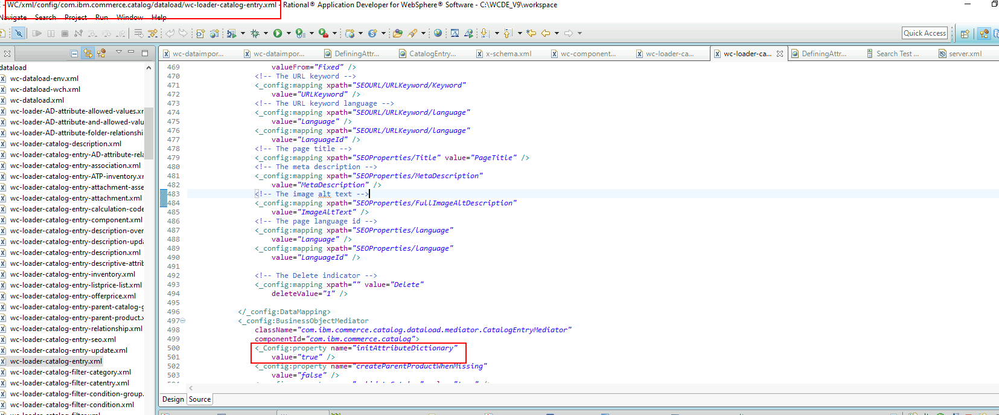 - WC/xml/config/com.ibm.commerce.catalog/dataload/wc-loader-catalog-entry.xml - Rational® Application Developer for WebSphere® Software - C:\WCDE_V9\workspace
Navigate Search Project Run Window Help
Quick Access
wc-dataimpor... wc-dataimpor... DefiningAttr... CatalogEntry... x-schema.xml wc-component... wc-loader-ca... wc-loader-ca... DefiningAttr... Search Test ... server.xml
dataload
wc-dataload-env.xml
wc-dataload-wch.xml
wc-dataload.xml
wc-loader-AD-attribute-allowed-values.xr
wc-loader-AD-attribute-and-allowed-valu
wc-loader-AD-attribute-folder-relationshi
wc-loader-catalog-description.xml
wc-loader-catalog-entry-AD-attribute-rela
wc-loader-catalog-entry-association.xml
wc-loader-catalog-entry-ATP-inventory.xr
wc-loader-catalog-entry-attachment-asse
wc-loader-catalog-entry-attachment.xml
wc-loader-catalog-entry-calculation-code
wc-loader-catalog-entry-component.xml
wc-loader-catalog-entry-description-over
wc-loader-catalog-entry-description-upda
wc-loader-catalog-entry-description.xml
wc-loader-catalog-entry-descriptive-attrib
wc-loader-catalog-entry-inventory.xml
wc-loader-catalog-entry-listprice-list.xml
wc-loader-catalog-entry-offerprice.xml
wc-loader-catalog-entry-parent-catalog-g
wc-loader-catalog-entry-parent-product.x
wc-loader-catalog-entry-relationship.xml
wc-loader-catalog-entry-seo.xml
wc-loader-catalog-entry-update.xml
wc-loader-catalog-entry.xml
wc-loader-catalog-filter-category.xml
wc-loader-catalog-filter-catentry.xml
wc-loader-catalog-filter-condition-group.
wc-loader-catalog-filter-condition.xml
wc-loader-catalog-filter.xml
469 valueFrom="Fixed" />
470 <!-- The URL keyword -->
471 <_config:mapping xpath="SEOURL/URLKeyword/Keyword"
472 value="URLKeyword" />
473 <!-- The URL keyword language -->
474 <_config:mapping xpath="SEOURL/URLKeyword/language"
475 value="Language" />
476 <_config:mapping xpath="SEOURL/URLKeyword/language"
477 value="LanguageId" />
478 <!-- The page title -->
479 <_config:mapping xpath="SEOProperties/Title" value="PageTitle" />
480 <!-- The meta description -->
481 <_config:mapping xpath="SEOProperties/MetaDescription"
482 value="MetaDescription" />
483 <!-- The image alt text -->
484 <_config:mapping xpath="SEOProperties/FullImageAltDescription"
485 value="ImageAltText" />
486 <!-- The page language id -->
487 <_config:mapping xpath="SEOProperties/language"
488 value="Language" />
489 <_config:mapping xpath="SEOProperties/language"
490 value="LanguageId" />
491
492 <!-- The Delete indicator -->
493 <_config:mapping xpath="" value="Delete"
494 deleteValue="1" />
495
496 </_config:DataMapping>
497 <_config:BusinessObjectMediator
498 className="com.ibm.commerce.catalog.dataload.mediator.CatalogEntryMediator"
499 componentId="com.ibm.commerce.catalog">
500 <_Config:property name="initAttributeDictionary"
501 value="true" />
502 <_config:property name="createParentProductWhenMissing"
503 value="false" />
Design Source